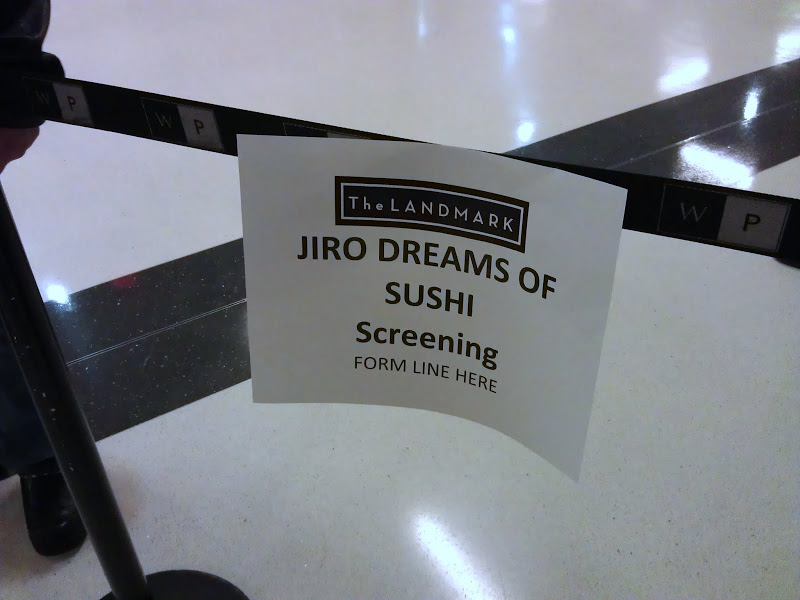 W P
W P
The LANDMARK
JIRO DREAMS OF
SUSHI
Screening
FORM LINE HERE
W P